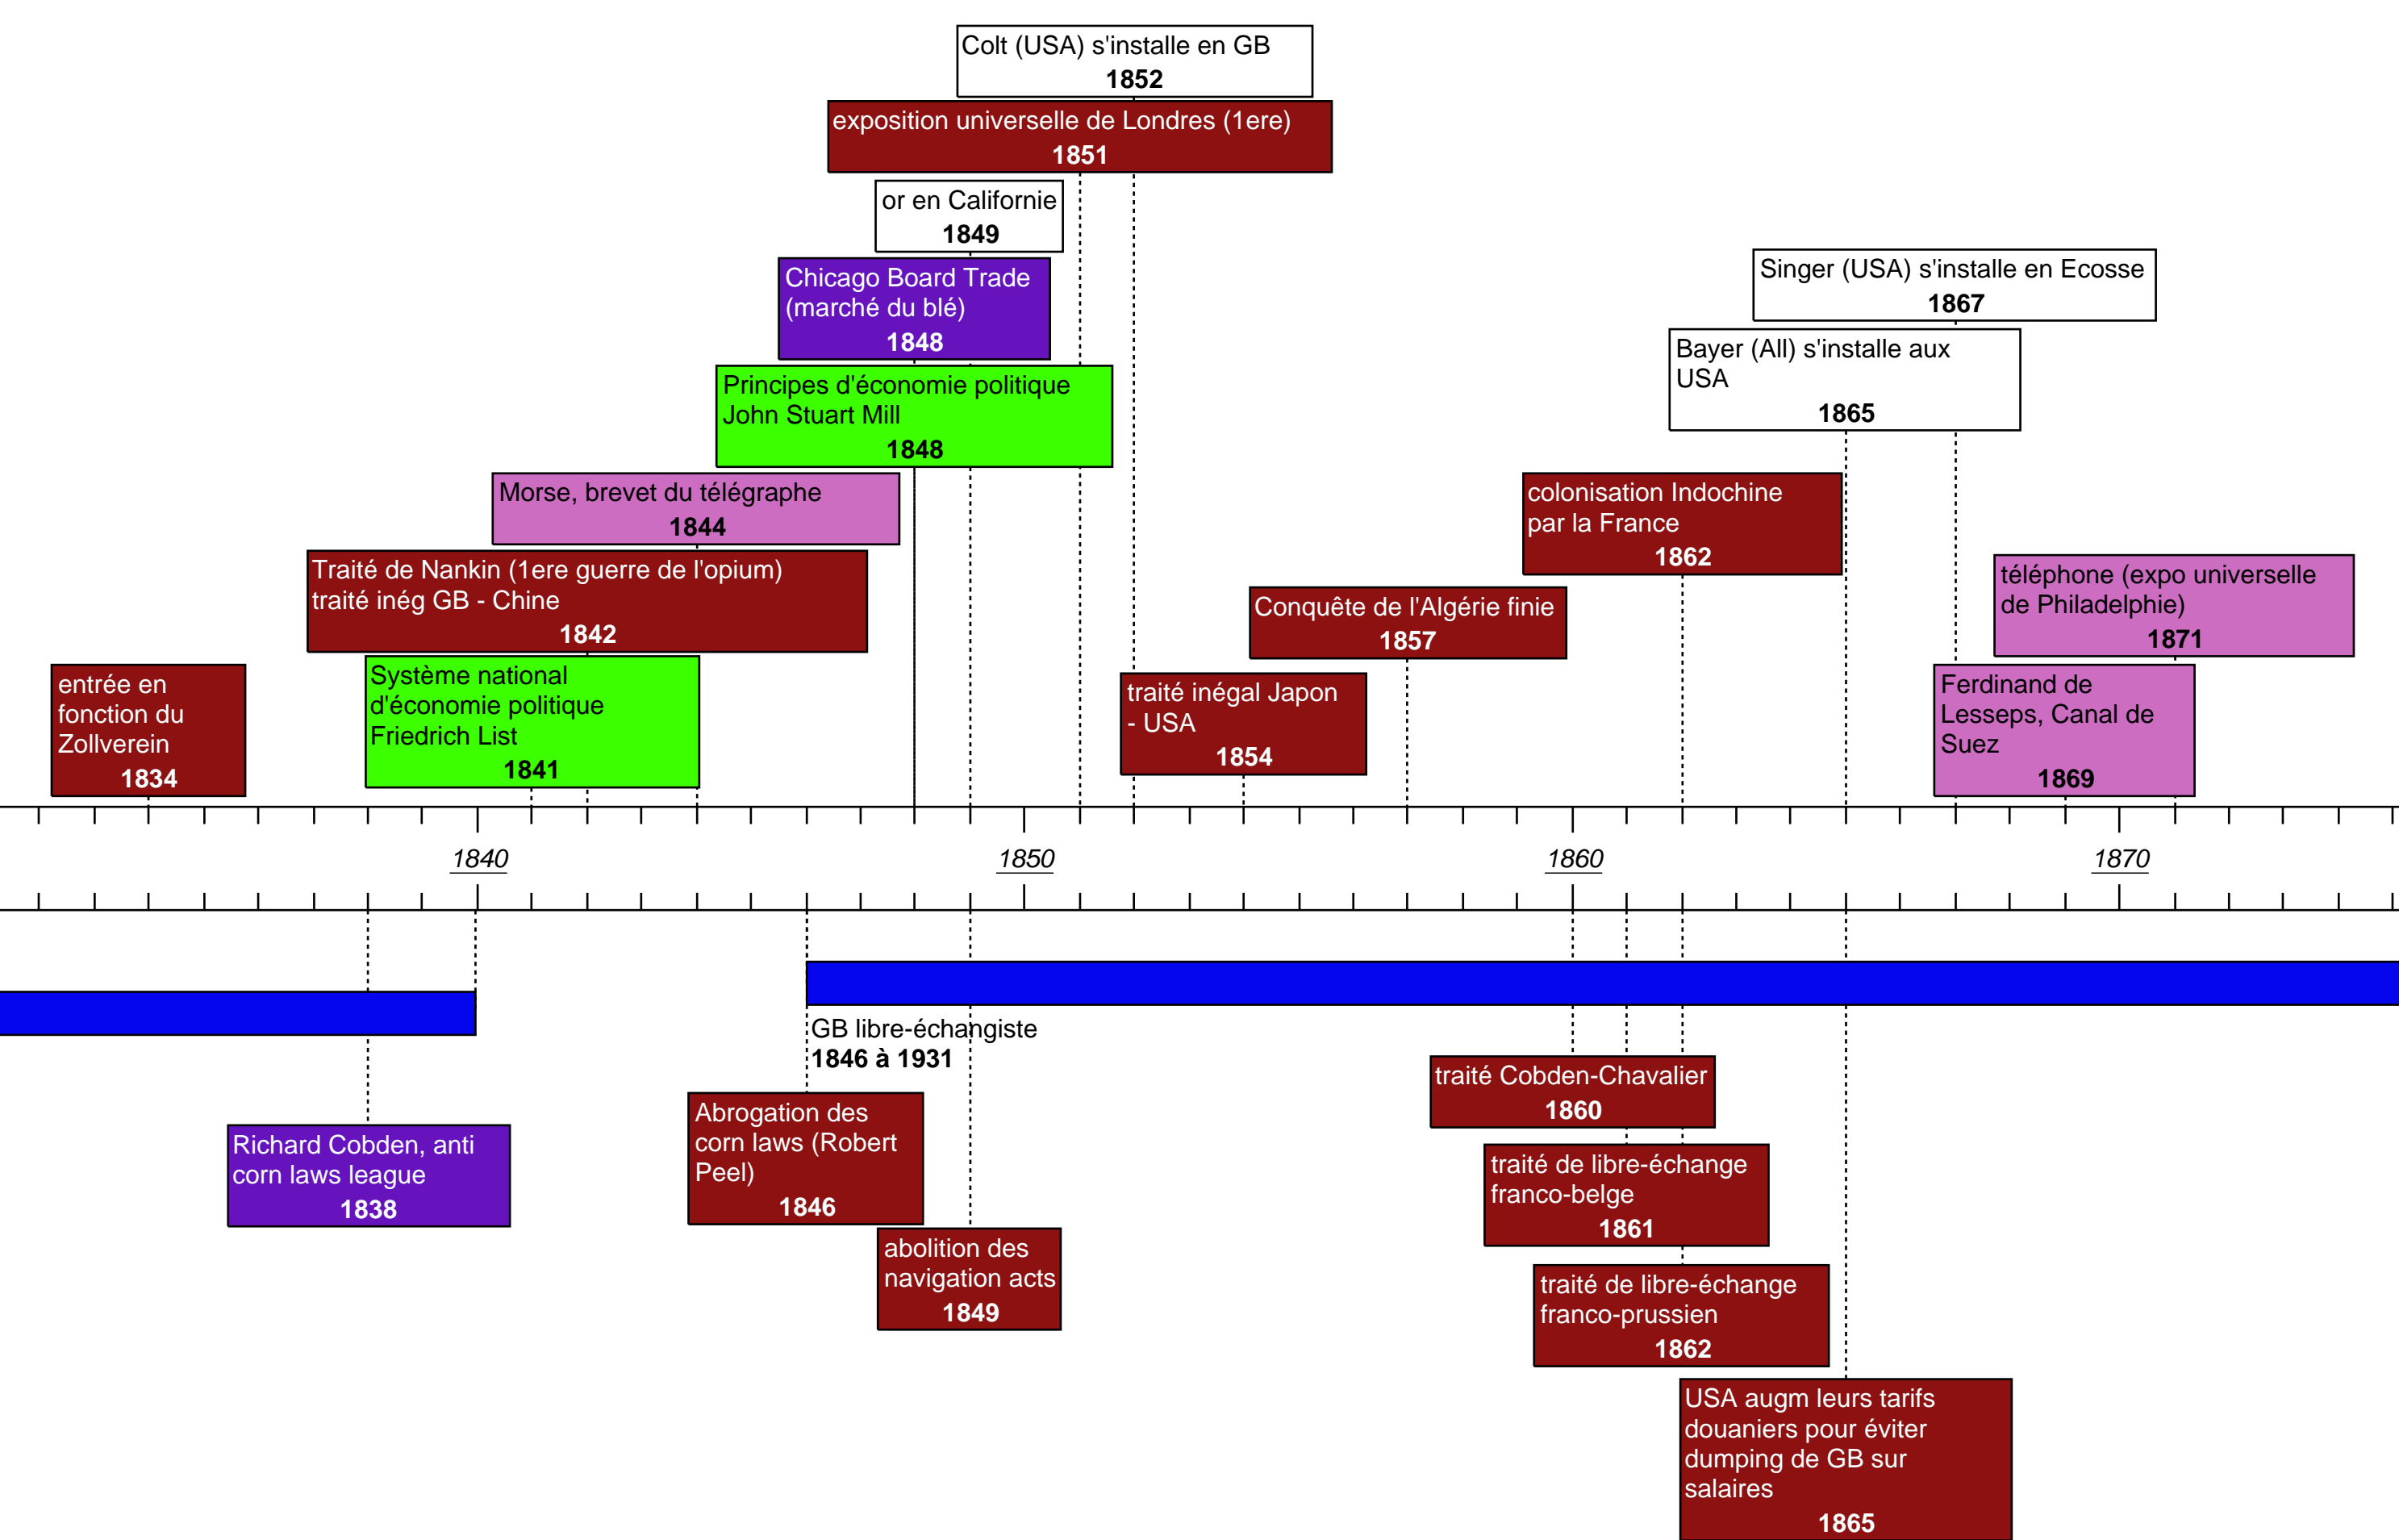 Colt (USA) s'installe en GB
1852
exposition universelle de Londres (1ere)
1851
or en Californie
1849
Chicago Board Trade
(marché du blé)
1848
Singer (USA) s'installe en Ecosse
1867
Bayer (All) s'installe aux
USA
1865
Principes d'économie politique
John Stuart Mill
1848
Morse, brevet du télégraphe
1844
colonisation Indochine
par la France
1862
Traité de Nankin (1ere guerre de l'opium)
traité inég GB - Chine
1842
téléphone (expo universelle
de Philadelphie)
1871
Conquête de l'Algérie finie
1857
entrée en
fonction du
Zollverein
1834
Système national
d'économie politique
Friedrich List
1841
traité inégal Japon
- USA
1854
Ferdinand de
Lesseps, Canal de
Suez
1869
1840
1850
1860
1870
GB libre-échangiste
1846 à 1931
traité Cobden-Chavalier
1860
Abrogation des
corn laws (Robert
Peel)
1846
Richard Cobden, anti
corn laws league
1838
traité de libre-échange
franco-belge
1861
abolition des
navigation acts
1849
traité de libre-échange
franco-prussien
1862
USA augm leurs tarifs
douaniers pour éviter
dumping de GB sur
salaires
1865